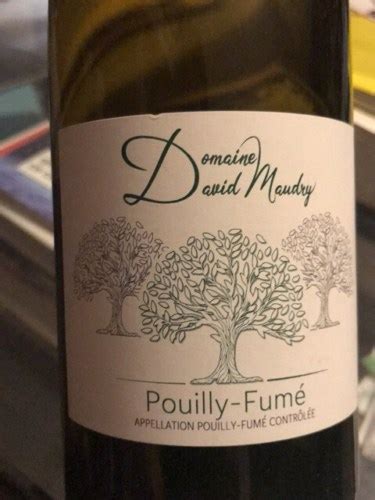 Domaine
David Maudry
Pouilly-Fumé
APPELLATION POUILLY-FUMÉ CONTRÔLÉE